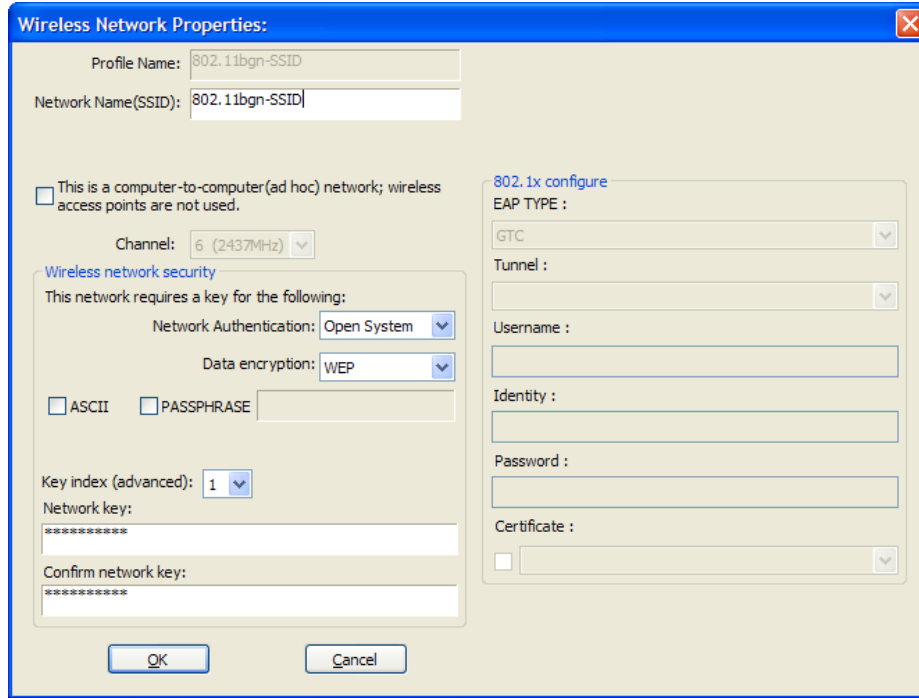 Wireless Network Properties:
Profile Name: 802.11bgn-SSID
Network Name(SSID): 802.11bgn-SSID
This is a computer-to-computer(ad hoc) network; wireless
access points are not used.
Channel: 6 (2437MHz)
Wireless network security
This network requires a key for the following:
Network Authentication: Open System
Data encryption: WEP
ASCII PASSPHRASE
Key index (advanced): 1
Network key:
**********
Confirm network key:
**********
802.1x configure
EAP TYPE :
GTC
Tunnel :
Username :
Identity :
Password :
Certificate :
OK Cancel